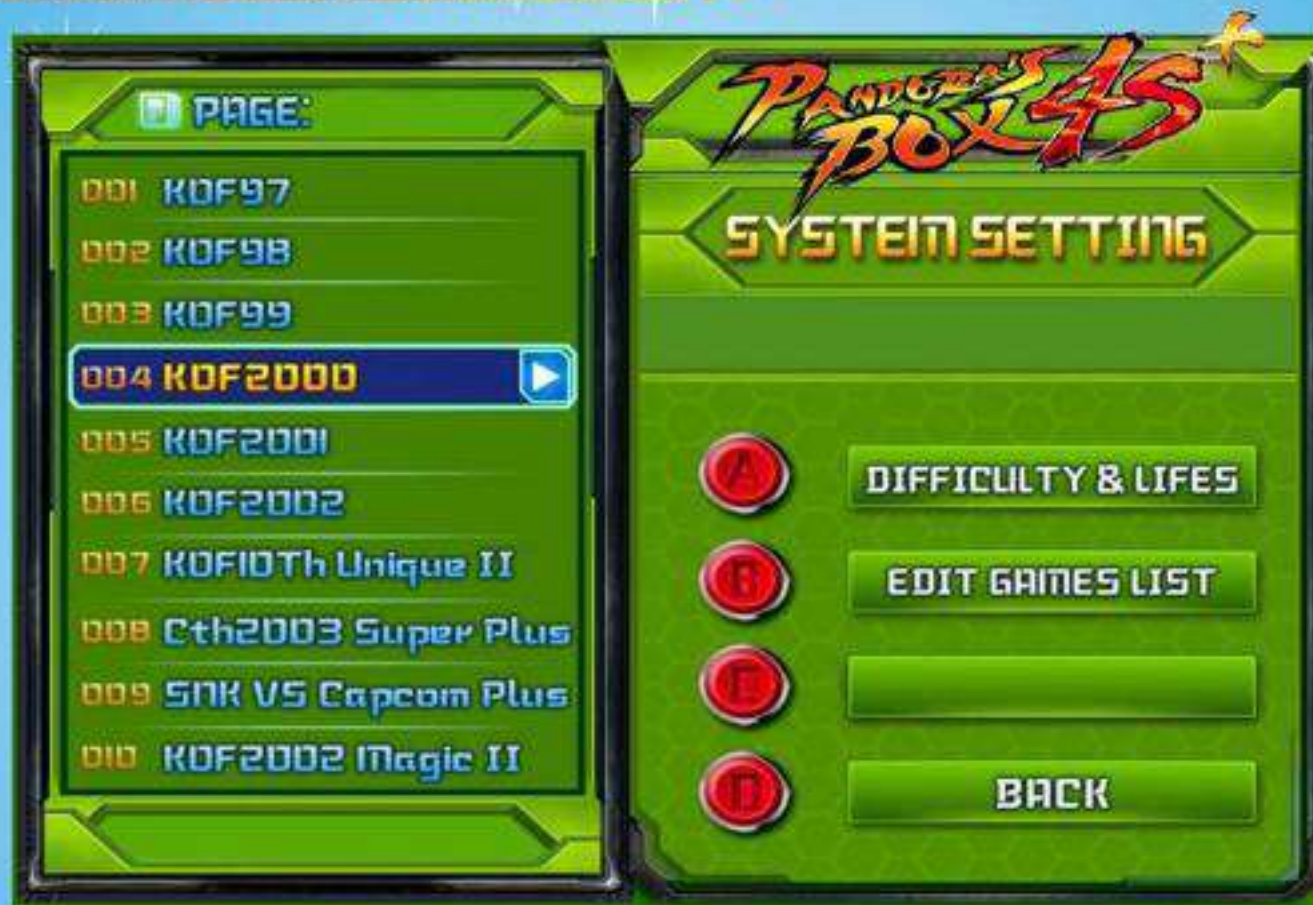 PAGE:
001 KOF97
002 KOF98
003 KOF99
004 KOF2000
005 KOF2001
006 KOF2002
007 KOF10Th Unique II
008 Cth2003 Super Plus
009 SNK VS Capcom Plus
010 KOF2002 Magic II
PANDORA'S
BOX 4S+
SYSTEM SETTING
A DIFFICULTY & LIFES
B EDIT GAMES LIST
E
D BACK